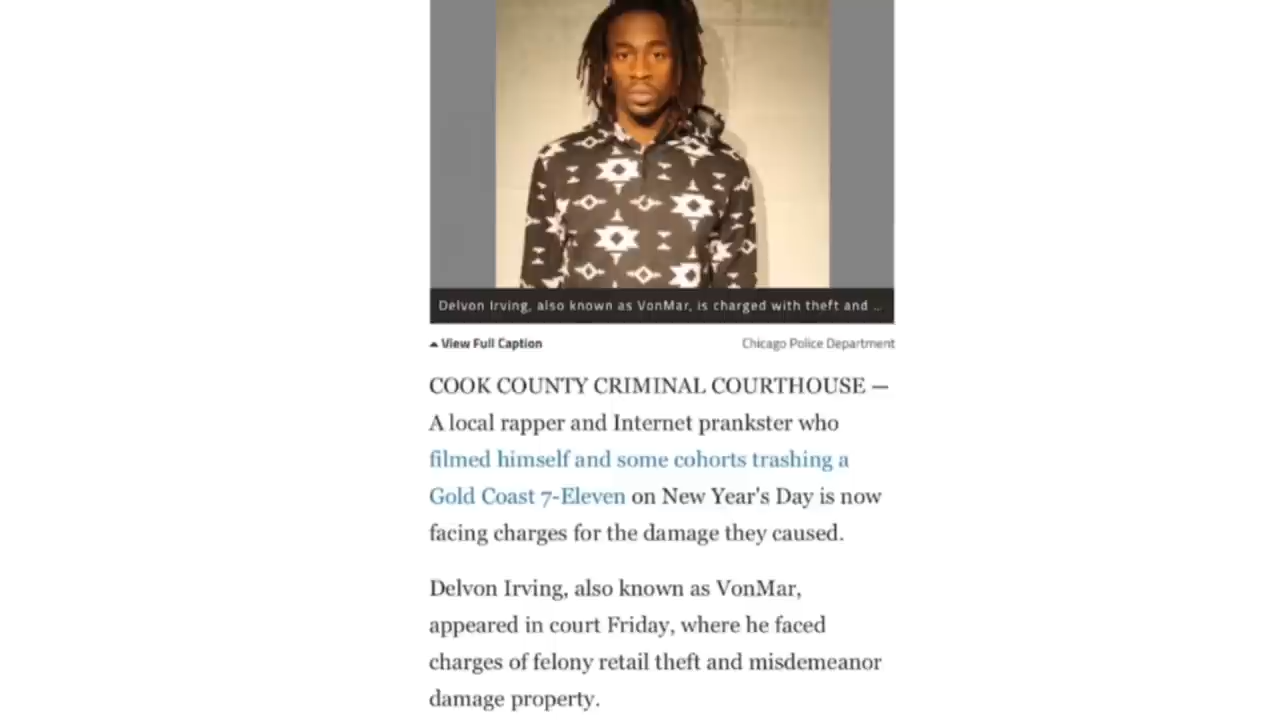 Delvon Irving, also known as VonMar, is charged with theft and ...
View Full Caption
Chicago Police Department
COOK COUNTY CRIMINAL COURTHOUSE —
A local rapper and Internet prankster who
filmed himself and some cohorts trashing a
Gold Coast 7-Eleven on New Year's Day is now
facing charges for the damage they caused.
Delvon Irving, also known as VonMar,
appeared in court Friday, where he faced
charges of felony retail theft and misdemeanor
damage property.